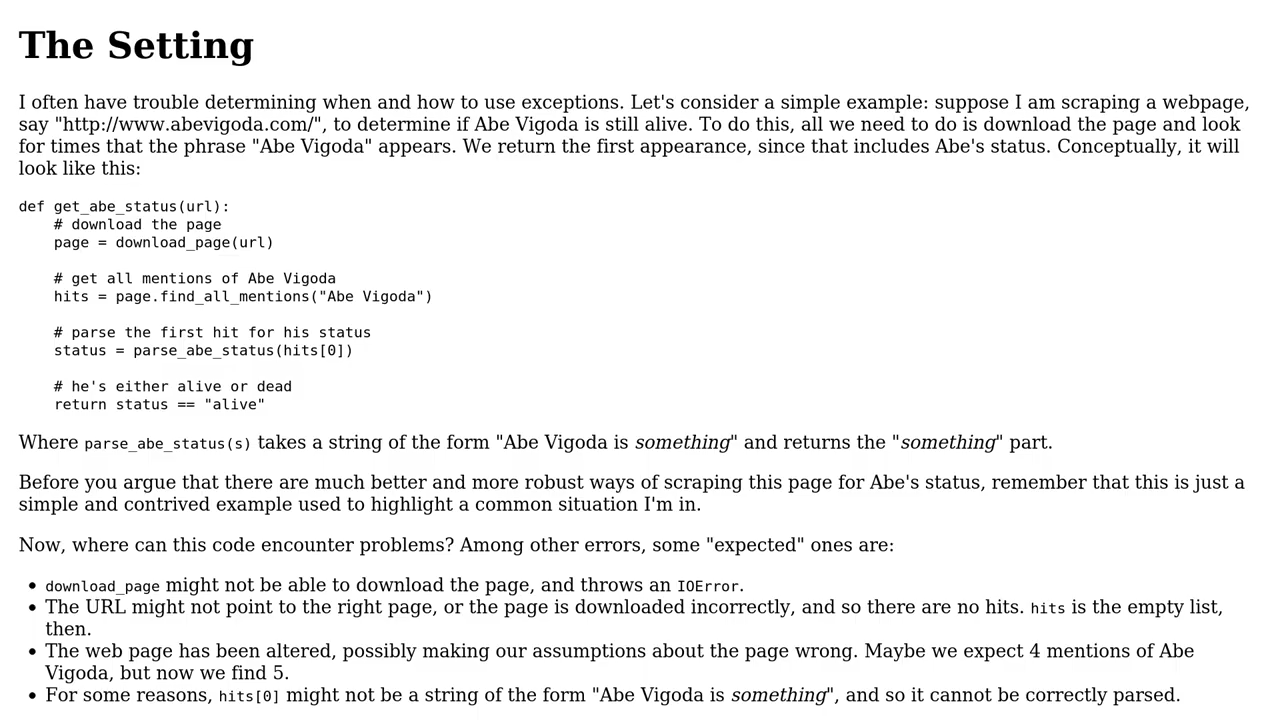 The Setting
I often have trouble determining when and how to use exceptions. Let's consider a simple example: suppose I am scraping a webpage,
say "http://www.abevigoda.com/", to determine if Abe Vigoda is still alive. To do this, all we need to do is download the page and look
for times that the phrase "Abe Vigoda" appears. We return the first appearance, since that includes Abe's status. Conceptually, it will
look like this:
def get_abe_status(url):
    # download the page
    page = download_page(url)

    # get all mentions of Abe Vigoda
    hits = page.find_all_mentions("Abe Vigoda")

    # parse the first hit for his status
    status = parse_abe_status(hits[0])

    # he's either alive or dead
    return status == "alive"
Where parse_abe_status(s) takes a string of the form "Abe Vigoda is something" and returns the "something" part.
Before you argue that there are much better and more robust ways of scraping this page for Abe's status, remember that this is just a
simple and contrived example used to highlight a common situation I'm in.
Now, where can this code encounter problems? Among other errors, some "expected" ones are:
• download_page might not be able to download the page, and throws an IOError.
• The URL might not point to the right page, or the page is downloaded incorrectly, and so there are no hits. hits is the empty list,
then.
• The web page has been altered, possibly making our assumptions about the page wrong. Maybe we expect 4 mentions of Abe
Vigoda, but now we find 5.
• For some reasons, hits[0] might not be a string of the form "Abe Vigoda is something", and so it cannot be correctly parsed.